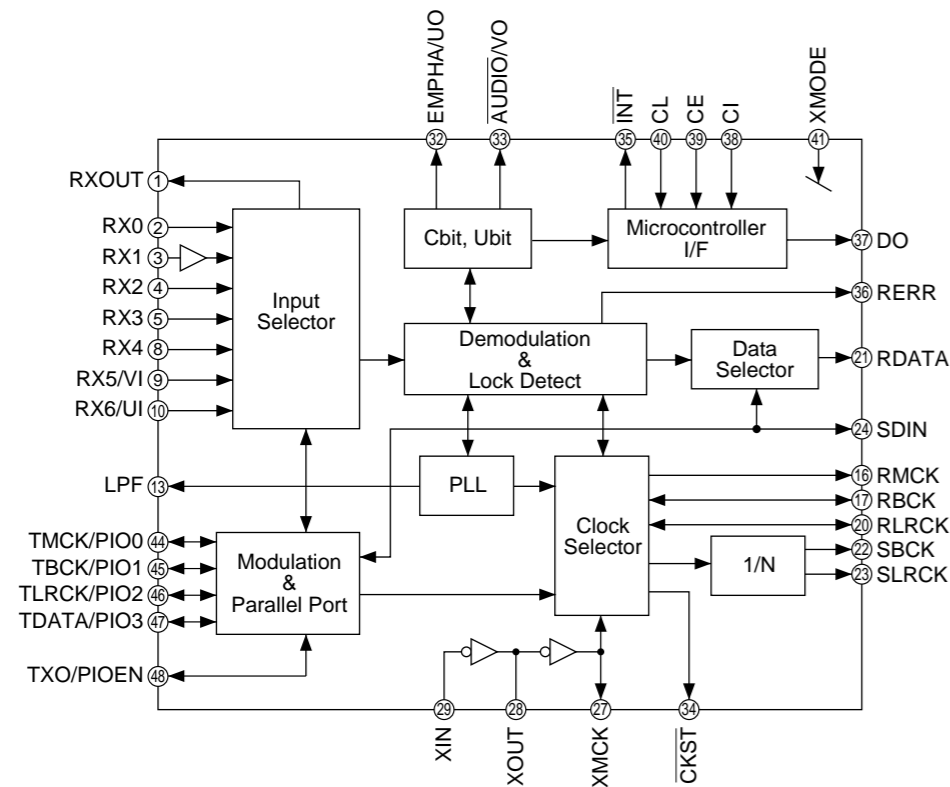 EMPHA/UO
AUDIO/VO
INT
CL
CE
CI
XMODE
32
33
35
40
39
38
41
RXOUT 1
RX0 2
RX1 3
RX2 4
RX3 5
RX4 8
RX5/VI 9
RX6/UI 10
Input
Selector
Cbit, Ubit
Microcontroller
I/F
37 DO
36 RERR
Demodulation
&
Lock Detect
Data
Selector
21 RDATA
24 SDIN
LPF 13
PLL
Clock
Selector
16 RMCK
17 RBCK
20 RLRCK
1/N
22 SBCK
23 SLRCK
TMCK/PIO0 44
TBCK/PIO1 45
TLRCK/PIO2 46
TDATA/PIO3 47
Modulation
&
Parallel Port
TXO/PIOEN 48
29
28
27
34
XIN
XOUT
XMCK
CKST